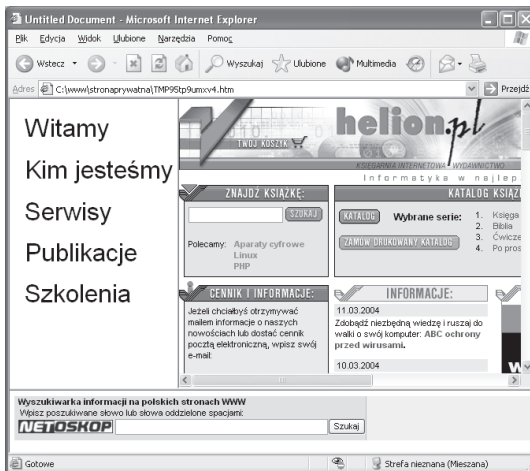 Untitled Document - Microsoft Internet Explorer
Plik Edycja Widok Ulubione Narzędzia Pomoc
Wstecz Wyszukaj Ulubione Multimedia
Adres C:\www\stronaprywatna\TMP95tp9umxv4.htm Przejdź
Witamy
Kim jesteśmy
Serwisy
Publikacje
Szkolenia
TWÓJ KOSZYK
helion.pl
KSIĘGARNIA INTERNETOWA WYDAWNICTWO
Informatyka w najlep
ZNAJDŹ KSIĄŻKĘ:
SZUKAJ
Polecamy: Aparaty cyfrowe
Linux
PHP
KATALOG KSIĄŻ
KATALOG Wybrane serie:
1. Księga
2. Biblia
3. Ćwicze
4. Po pros
ZAMÓW DRUKOWANY KATALOG
CENNIK I INFORMACJE:
Jeżeli chciałbyś otrzymywać
mailem informacje o naszych
nowościach lub dostać cennik
pocztą elektroniczną, wpisz swój
e-mail:
INFORMACJE:
11.03.2004
Zdobądź niezbędną wiedzę i ruszaj do
walki o swój komputer: ABC ochrony
przed wirusami.
10.03.2004
Wyszukiwarka informacji na polskich stronach WWW
Wpisz poszukiwane słowo lub słowa oddzielone spacjami:
NETOSKOP Szukaj
Gotowe Strefa nieznana (Mieszana)